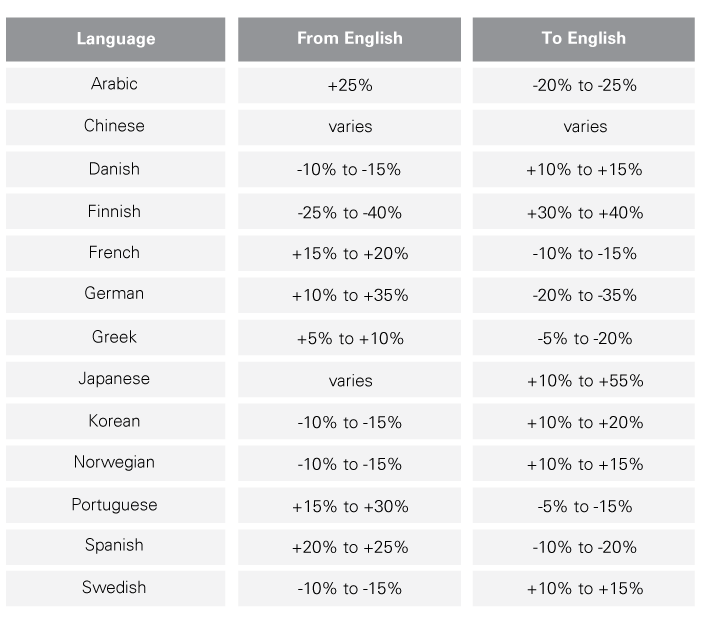 Language From English To English
Arabic +25% -20% to -25%
Chinese varies varies
Danish -10% to -15% +10% to +15%
Finnish -25% to -40% +30% to +40%
French +15% to +20% -10% to -15%
German +10% to +35% -20% to -35%
Greek +5% to +10% -5% to -20%
Japanese varies +10% to +55%
Korean -10% to -15% +10% to +20%
Norwegian -10% to -15% +10% to +15%
Portuguese +15% to +30% -5% to -15%
Spanish +20% to +25% -10% to -20%
Swedish -10% to -15% +10% to +15%